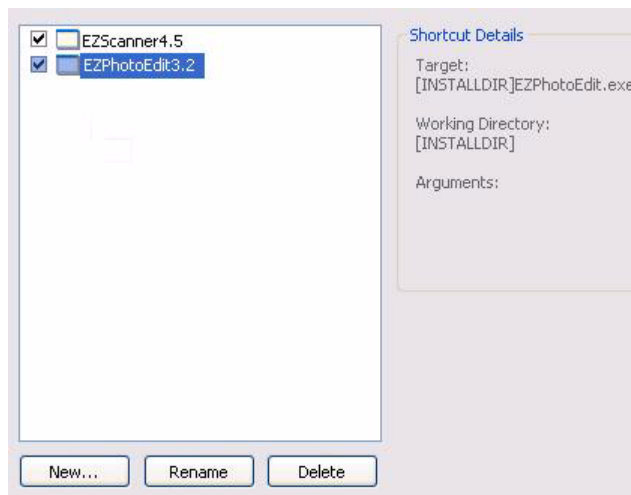 EZScanner4.5
EZPhotoEdit3.2
Shortcut Details
Target:
[INSTALLDIR]EZPhotoEdit.exe
Working Directory:
[INSTALLDIR]
Arguments:
New...
Rename
Delete